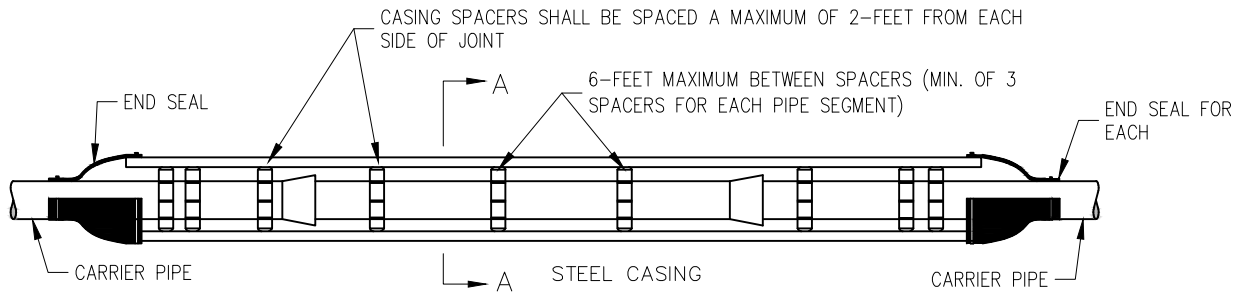 CASING SPACERS SHALL BE SPACED A MAXIMUM OF 2-FEET FROM EACH
SIDE OF JOINT
A
6-FEET MAXIMUM BETWEEN SPACERS (MIN. OF 3
SPACERS FOR EACH PIPE SEGMENT)
END SEAL
END SEAL FOR
EACH
CARRIER PIPE
A
STEEL CASING
CARRIER PIPE